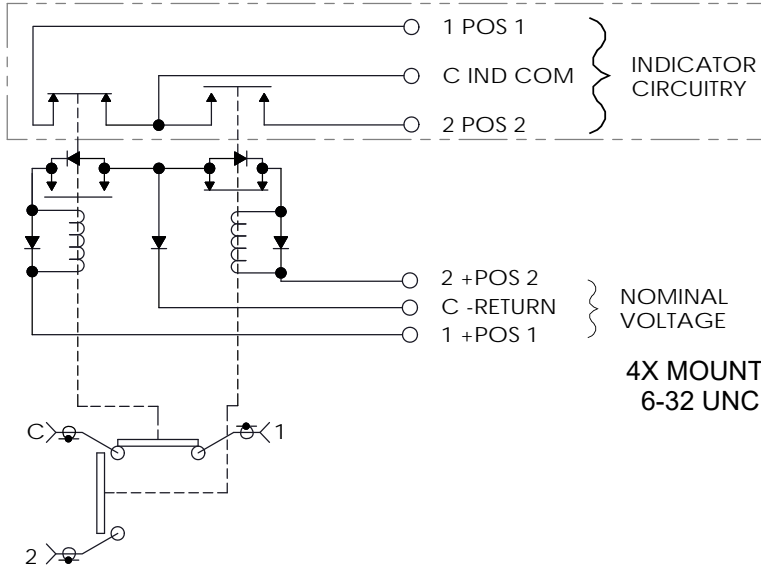 1 POS 1
C IND COM
2 POS 2
INDICATOR
CIRCUITRY
2 +POS 2
C -RETURN
1 +POS 1
NOMINAL
VOLTAGE
4X MOUNT
6-32 UNC
C
1
2